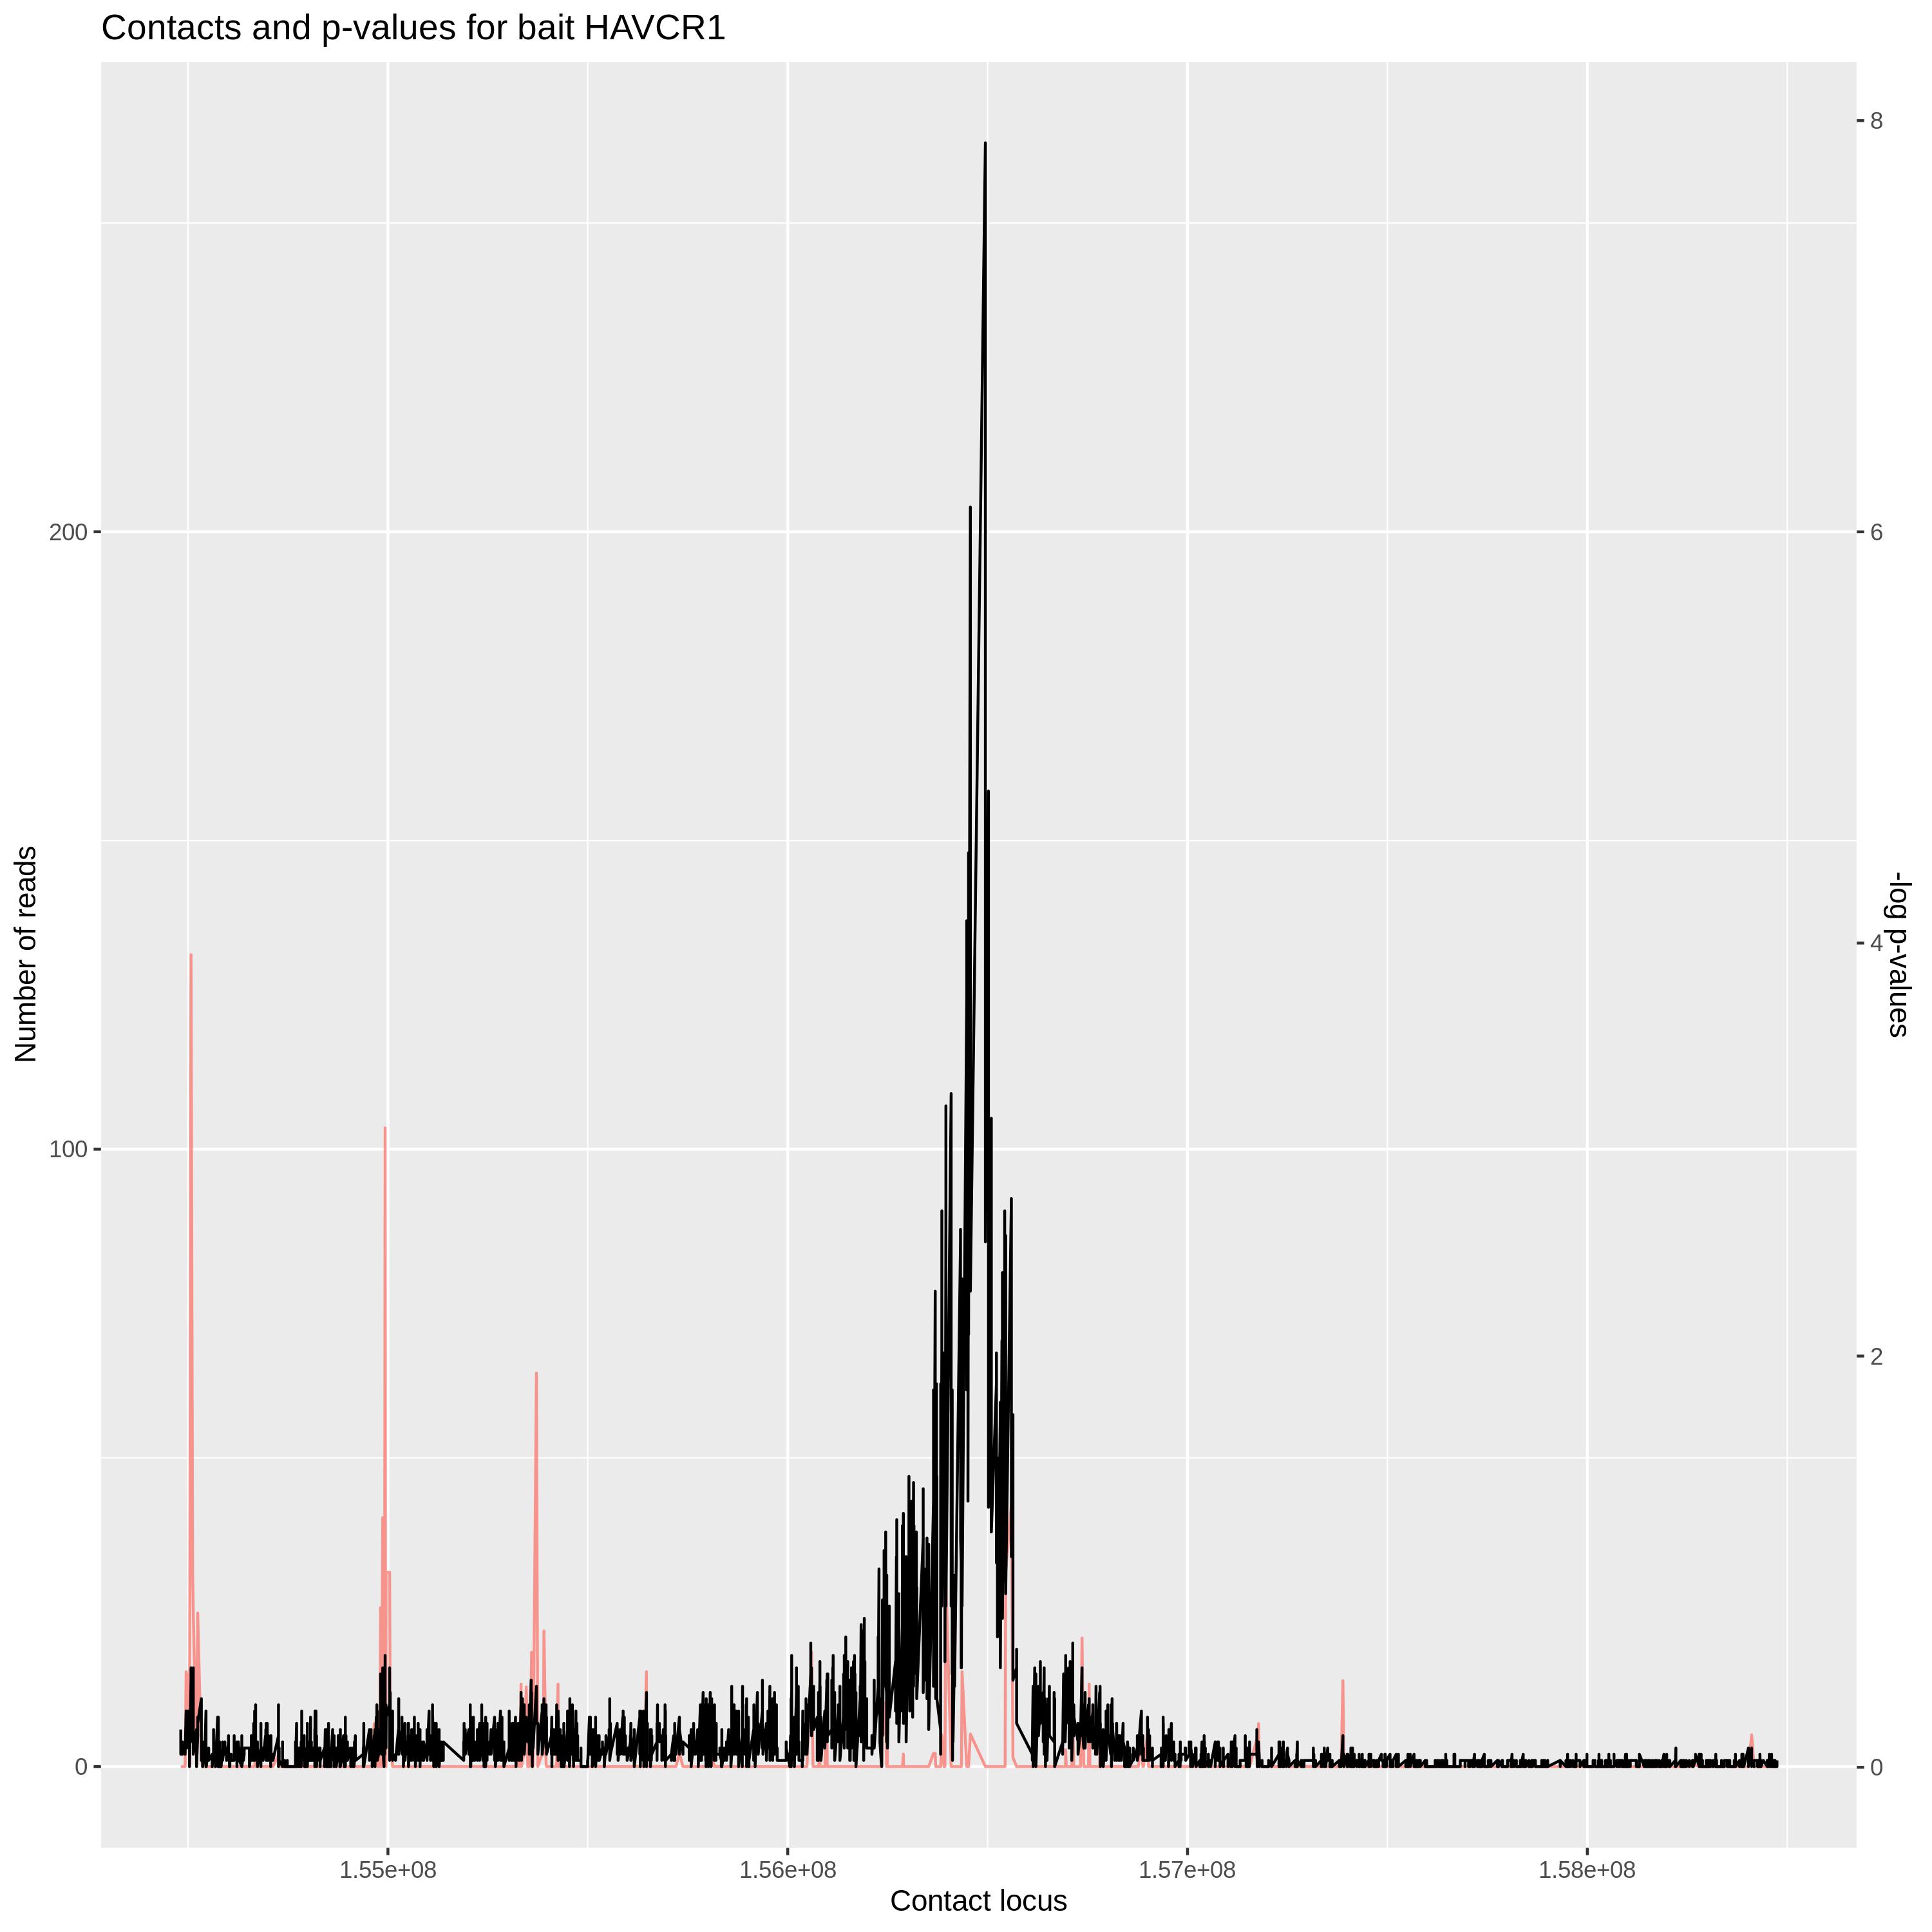 Contacts and p-values for bait HAVCR1
Number of reads
200
100
0
8
6
4
2
0
-log p-values
1.55e+08
1.56e+08
1.57e+08
1.58e+08
Contact locus